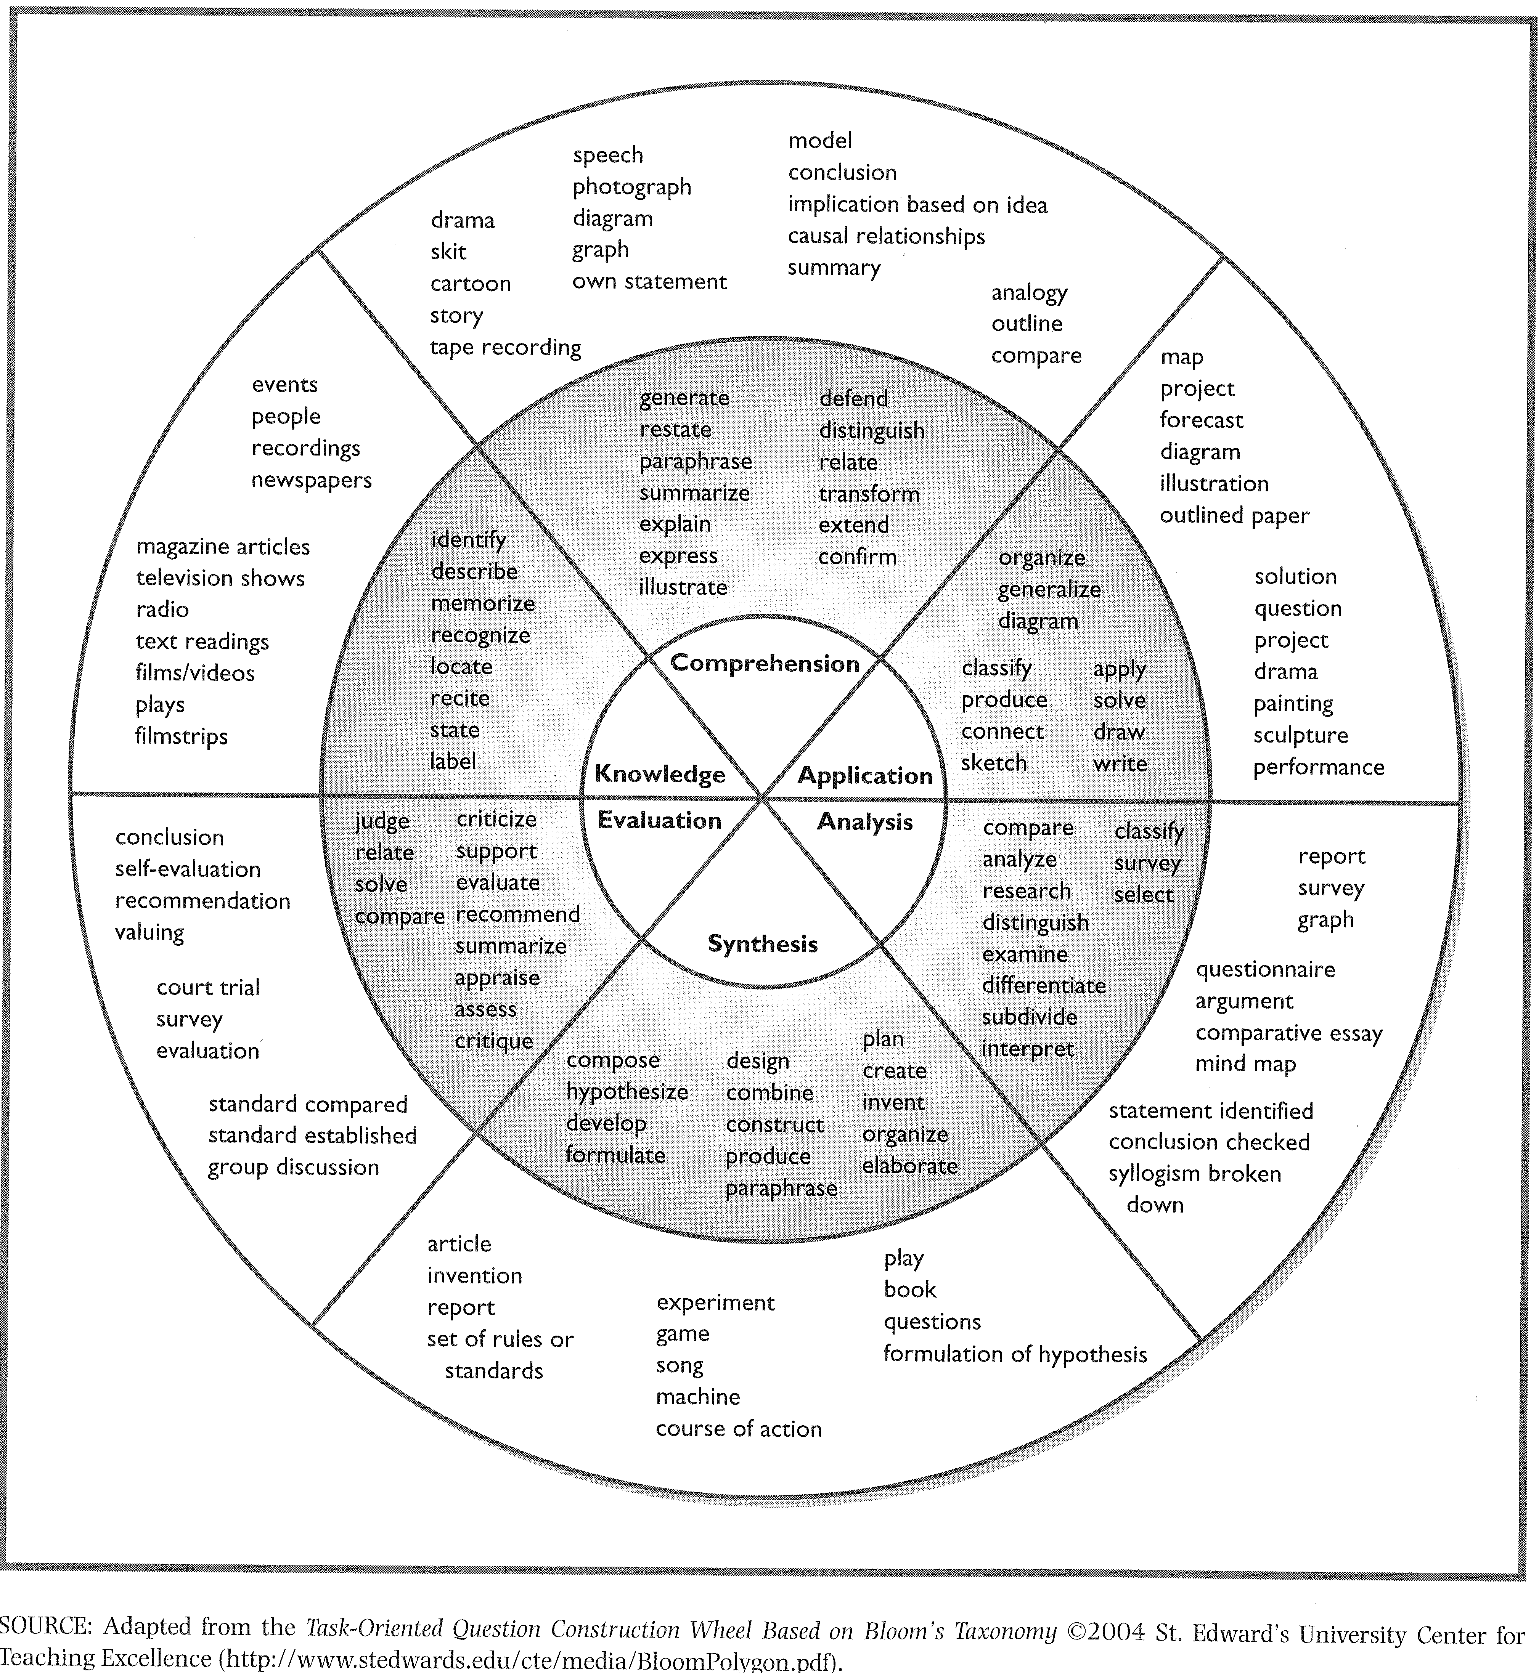 speech
photograph
diagram
graph
own statement
model
conclusion
implication based on idea
causal relationships
summary
drama
skit
cartoon
story
tape recording
analogy
outline
compare
generate
restate
paraphrase
summarize
explain
express
illustrate
defend
distinguish
relate
transform
extend
confirm
Comprehension
map
project
forecast
diagram
illustration
outlined paper
solution
question
project
drama
painting
sculpture
performance
organize
generalize
diagram
classify
produce
connect
sketch
apply
solve
draw
write
Application
report
survey
graph
questionnaire
argument
comparative essay
mind map
statement identified
conclusion checked
syllogism broken
down
compare
analyze
research
distinguish
examine
differentiate
subdivide
interpret
classify
survey
select
Analysis
Synthesis
compose
hypothesize
develop
formulate
design
combine
construct
produce
paraphrase
plan
create
invent
organize
elaborate
article
invention
report
set of rules or
standards
experiment
game
song
machine
course of action
play
book
questions
formulation of hypothesis
Evaluation
judge
relate
solve
compare
criticize
support
evaluate
recommend
summarize
appraise
assess
critique
conclusion
self-evaluation
recommendation
valuing
court trial
survey
evaluation
standard compared
standard established
group discussion
Knowledge
identify
describe
memorize
recognize
locate
recite
state
label
events
people
recordings
newspapers
magazine articles
television shows
radio
text readings
films/videos
plays
filmstrips
SOURCE: Adapted from the Task-Oriented Question Construction Wheel Based on Bloom's Taxonomy ©2004 St. Edward's University Center for
Teaching Excellence (http://www.stedwards.edu/cte/media/BloomPolygon.pdf).